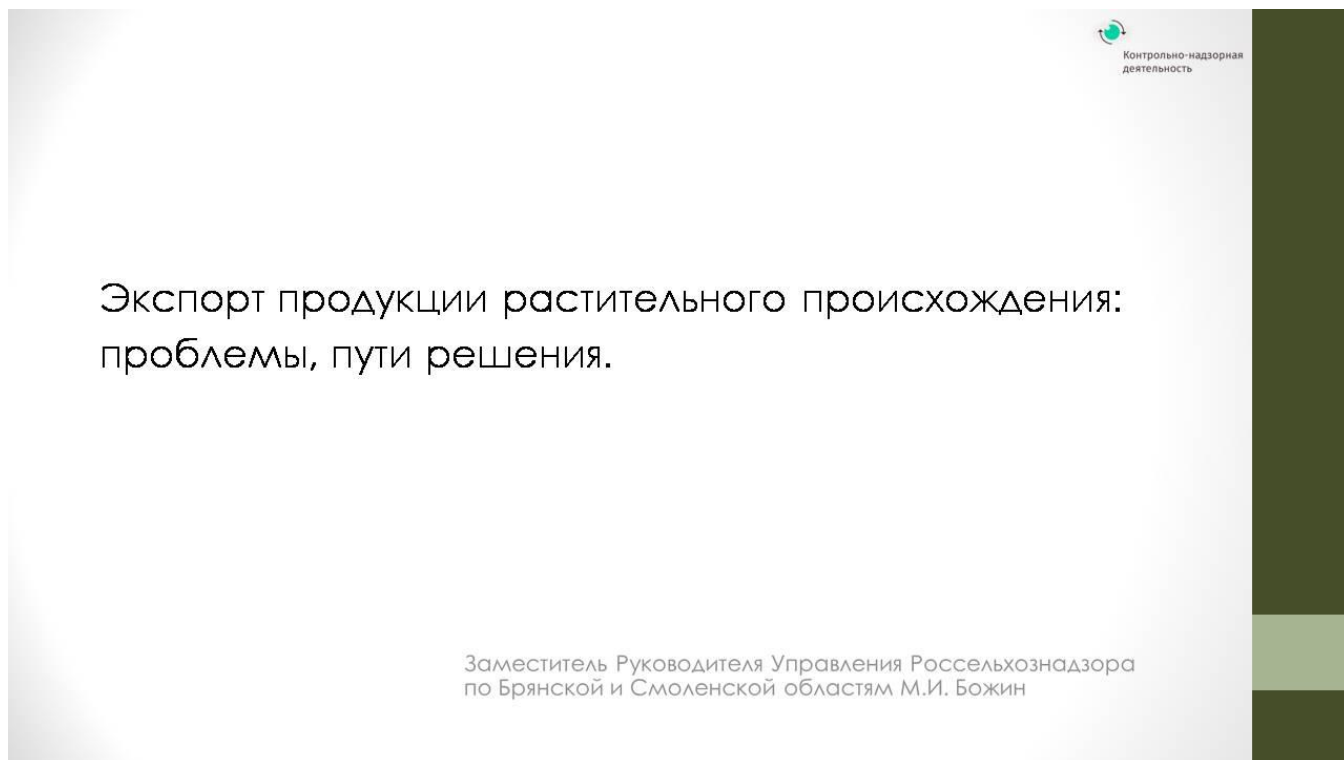 Контрольно-надзорная
деятельность
Экспорт продукции растительного происхождения:
проблемы, пути решения.
Заместитель Руководителя Управления Россельхознадзора
по Брянской и Смоленской областям М.И. Божин